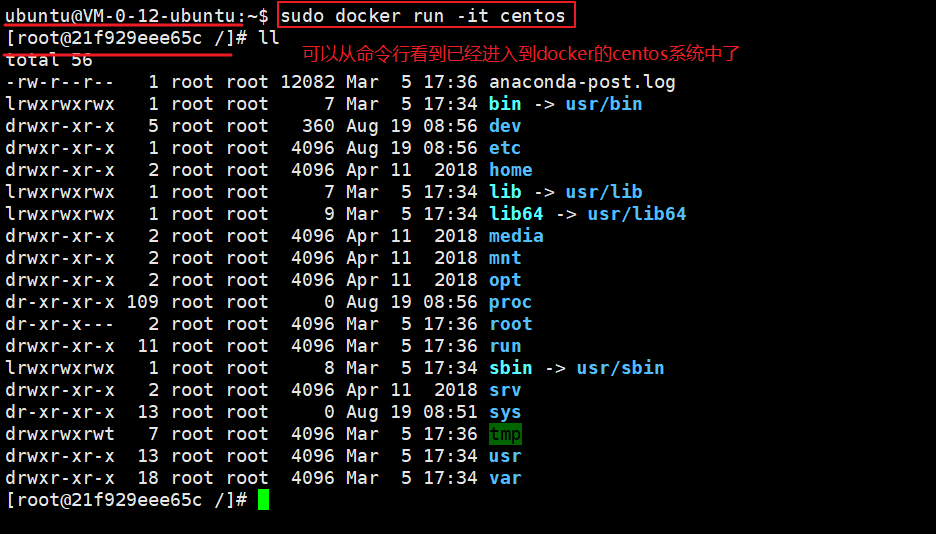 ubuntu@VM-0-12-ubuntu:~$ sudo docker run -it centos
[root@21f929eee65c /]# ll
可以从命令行看到已经进入到docker的centos系统中了
total 56
-rw-r--r--   1 root root 12082 Mar  5 17:36 anaconda-post.log
lrwxrwxrwx   1 root root     7 Mar  5 17:34 bin -> usr/bin
drwxr-xr-x   5 root root   360 Aug 19 08:56 dev
drwxr-xr-x   1 root root  4096 Aug 19 08:56 etc
drwxr-xr-x   2 root root  4096 Apr 11  2018 home
lrwxrwxrwx   1 root root     7 Mar  5 17:34 lib -> usr/lib
lrwxrwxrwx   1 root root     9 Mar  5 17:34 lib64 -> usr/lib64
drwxr-xr-x   2 root root  4096 Apr 11  2018 media
drwxr-xr-x   2 root root  4096 Apr 11  2018 mnt
drwxr-xr-x   2 root root  4096 Apr 11  2018 opt
dr-xr-xr-x 109 root root     0 Aug 19 08:56 proc
dr-xr-x---   2 root root  4096 Mar  5 17:36 root
drwxr-xr-x  11 root root  4096 Mar  5 17:36 run
lrwxrwxrwx   1 root root     8 Mar  5 17:34 sbin -> usr/sbin
drwxr-xr-x   2 root root  4096 Apr 11  2018 srv
dr-xr-xr-x  13 root root     0 Aug 19 08:51 sys
drwxrwxrwt   7 root root  4096 Mar  5 17:36 tmp
drwxr-xr-x  13 root root  4096 Mar  5 17:34 usr
drwxr-xr-x  18 root root  4096 Mar  5 17:34 var
[root@21f929eee65c /]#